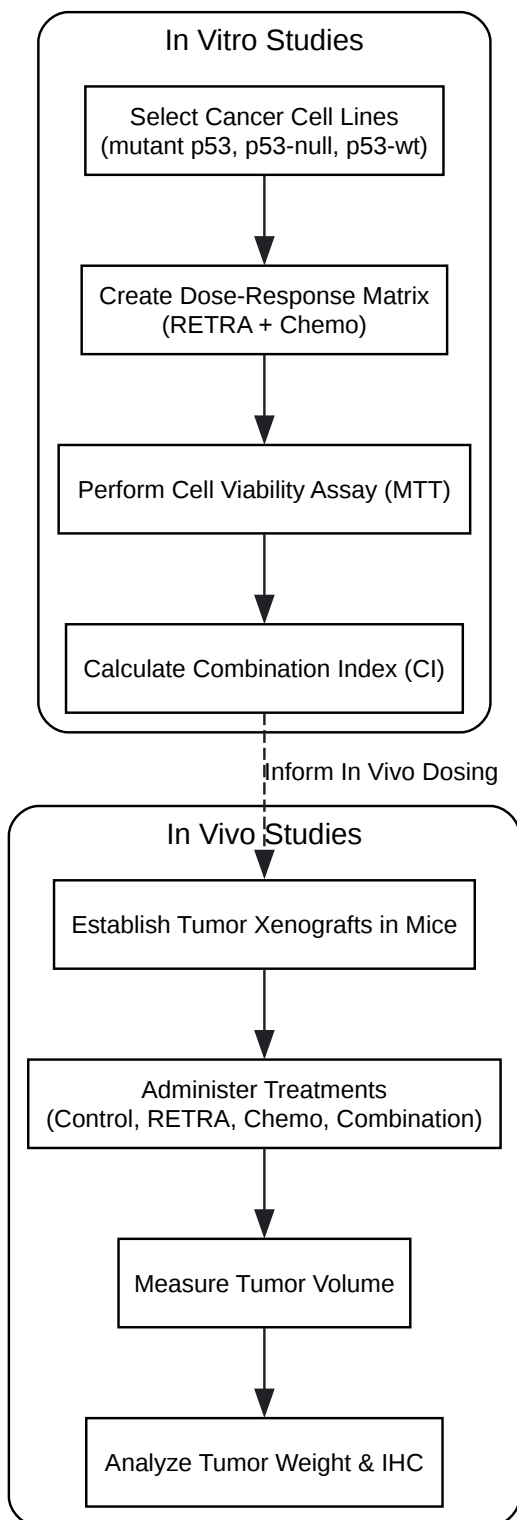 In Vitro Studies
Select Cancer Cell Lines
(mutant p53, p53-null, p53-wt)
Create Dose-Response Matrix
(RETRA + Chemo)
Perform Cell Viability Assay (MTT)
Calculate Combination Index (CI)
Inform In Vivo Dosing
In Vivo Studies
Establish Tumor Xenografts in Mice
Administer Treatments
(Control, RETRA, Chemo, Combination)
Measure Tumor Volume
Analyze Tumor Weight & IHC